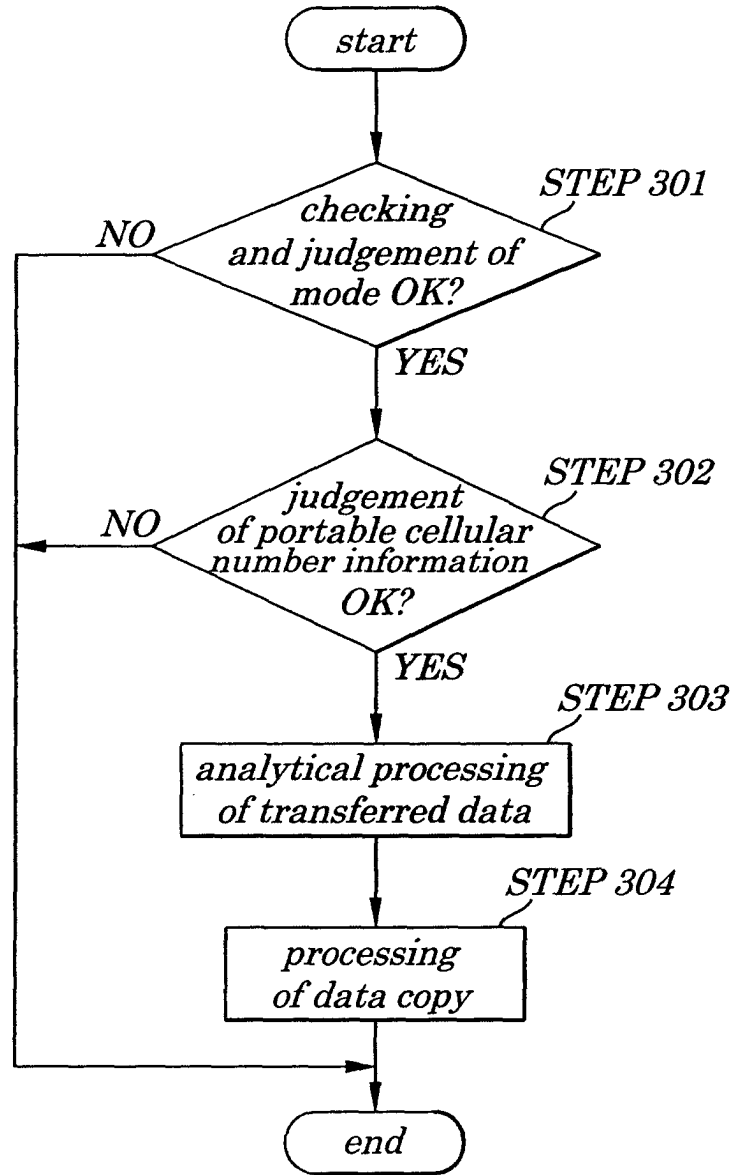 start
STEP 301
checking
and judgement of
mode OK?
NO
YES
STEP 302
judgement
of portable cellular
number information
OK?
NO
YES
STEP 303
analytical processing
of transferred data
STEP 304
processing
of data copy
end